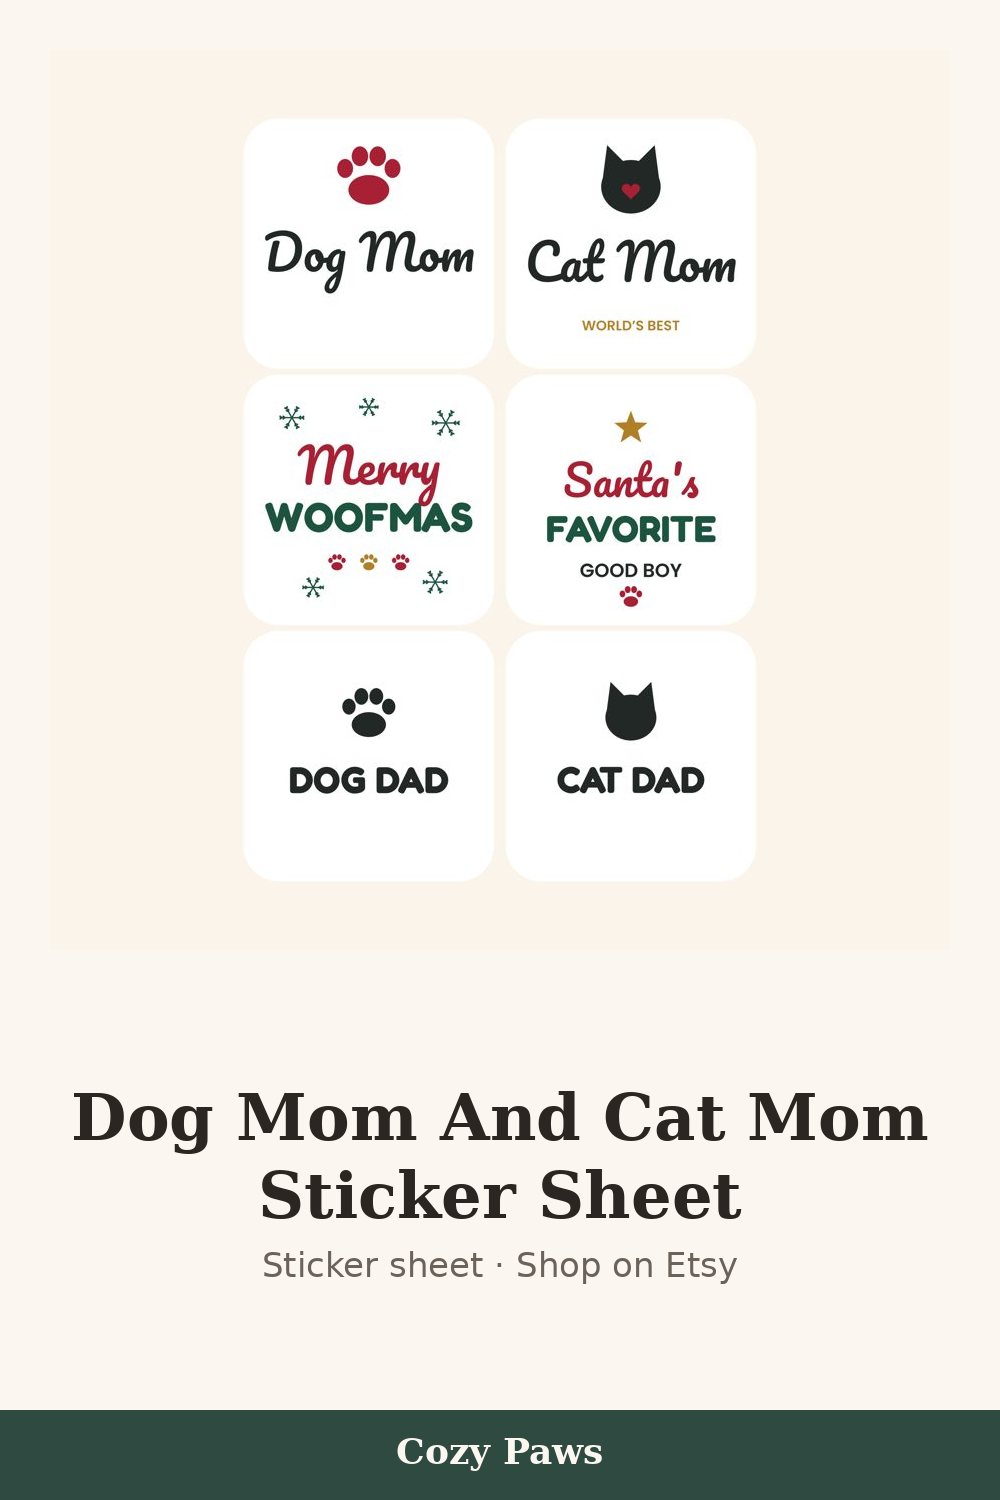 Dog Mom
Cat Mom
WORLD'S BEST
Merry
WOOFMAS
Santa's
FAVORITE
GOOD BOY
DOG DAD
CAT DAD
Dog Mom And Cat Mom
Sticker Sheet
Sticker sheet · Shop on Etsy
Cozy Paws